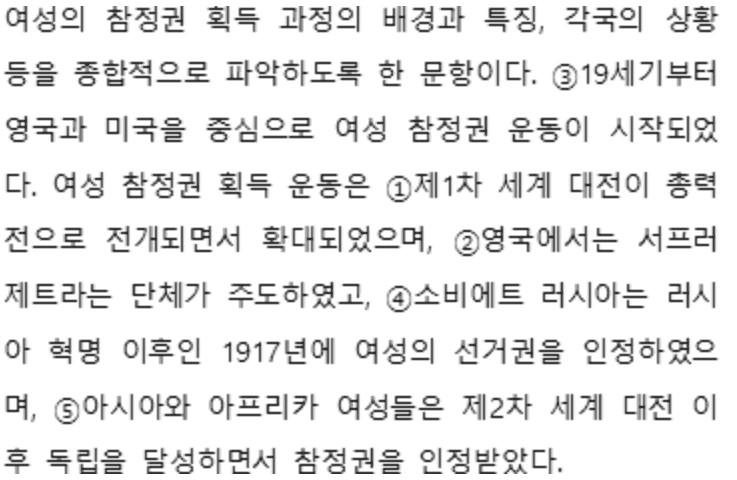 여성의 참정권 획득 과정의 배경과 특징, 각국의 상황
등을 종합적으로 파악하도록 한 문항이다. ③19세기부터
영국과 미국을 중심으로 여성 참정권 운동이 시작되었
다. 여성 참정권 획득 운동은 ①제1차 세계 대전이 총력
전으로 전개되면서 확대되었으며, ②영국에서는 서프러
제트라는 단체가 주도하였고, ④소비에트 러시아는 러시
아 혁명 이후인 1917년에 여성의 선거권을 인정하였으
며, ⑤아시아와 아프리카 여성들은 제2차 세계 대전 이
후 독립을 달성하면서 참정권을 인정받았다.